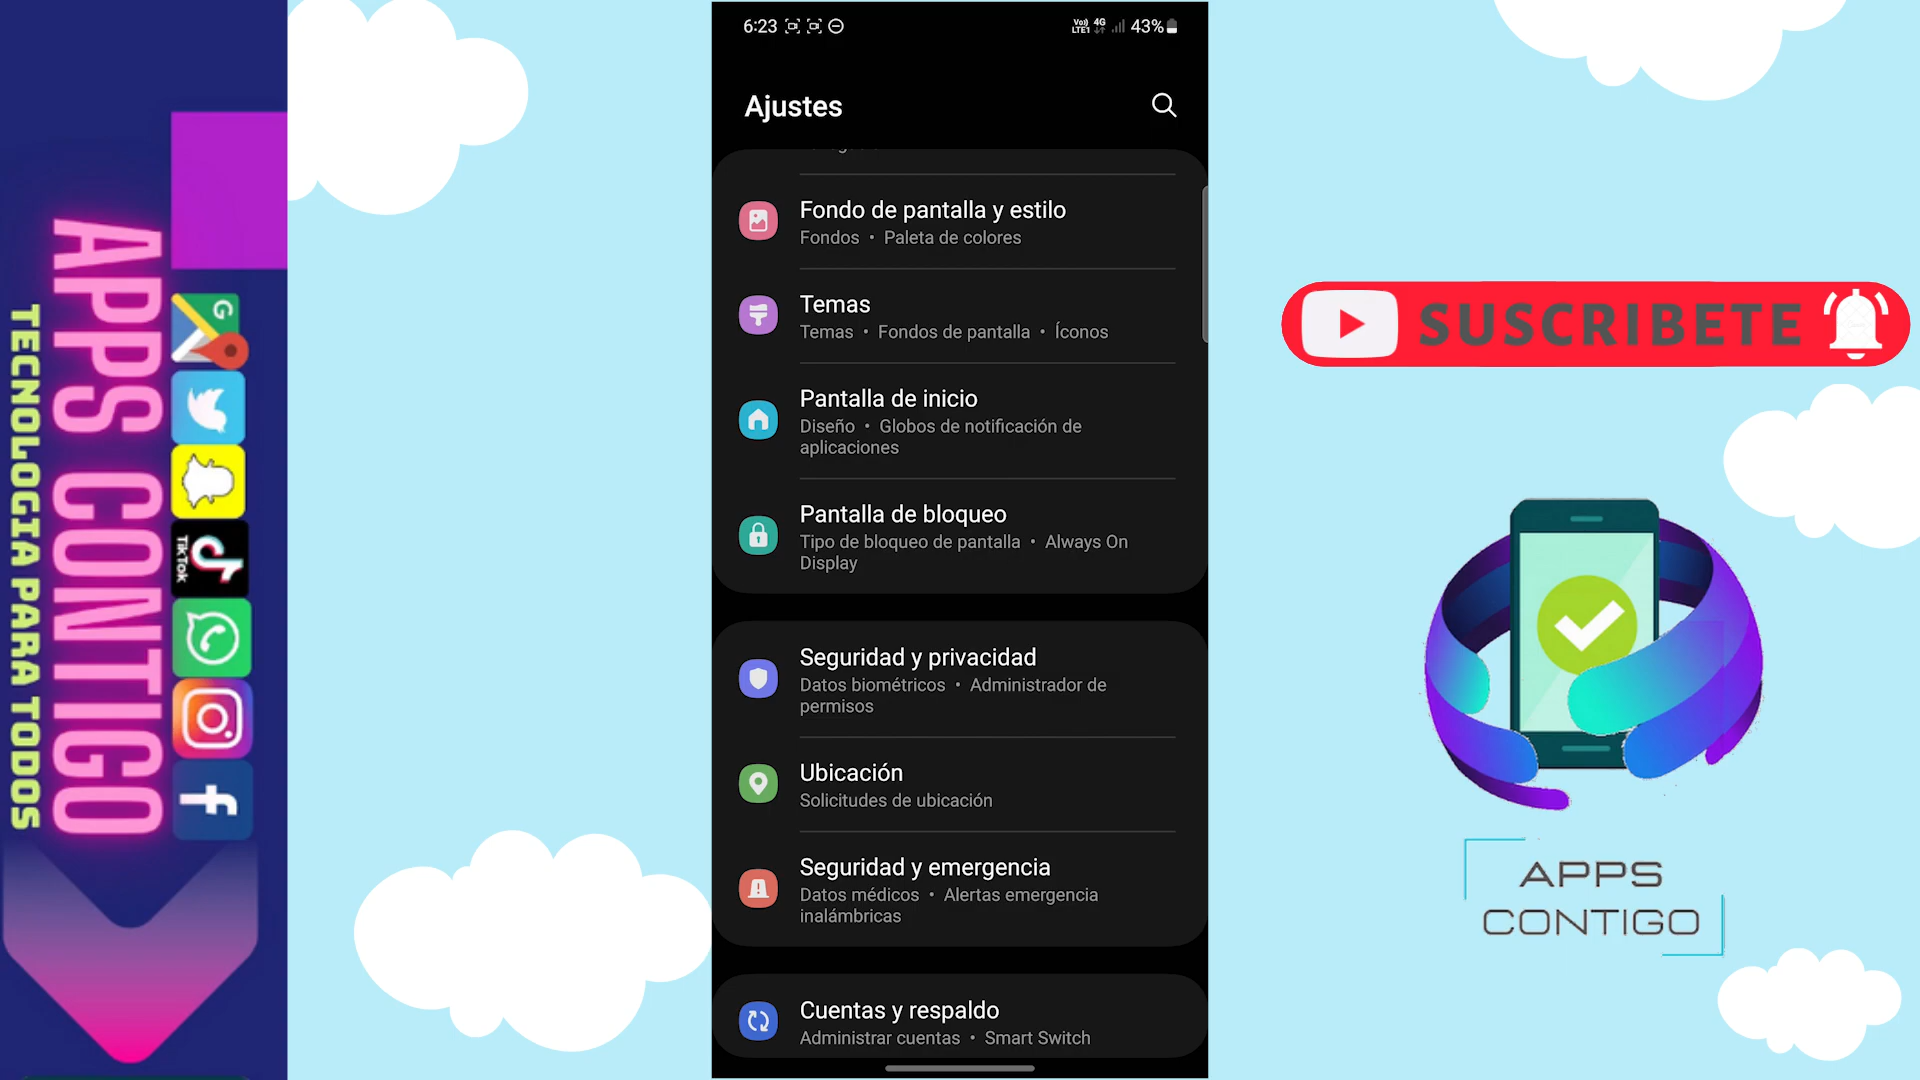 APPS CONTIGO
TECNOLOGIA PARA TODOS
G
TikTok
6:23
Vo))
LTE1
4G
43%
Ajustes
Fondo de pantalla y estilo
Fondos • Paleta de colores
Temas
Temas • Fondos de pantalla • Íconos
Pantalla de inicio
Diseño • Globos de notificación de
aplicaciones
Pantalla de bloqueo
Tipo de bloqueo de pantalla • Always On
Display
Seguridad y privacidad
Datos biométricos • Administrador de
permisos
Ubicación
Solicitudes de ubicación
Seguridad y emergencia
Datos médicos • Alertas emergencia
inalámbricas
Cuentas y respaldo
Administrar cuentas • Smart Switch
SUSCRIBETE
APPS
CONTIGO